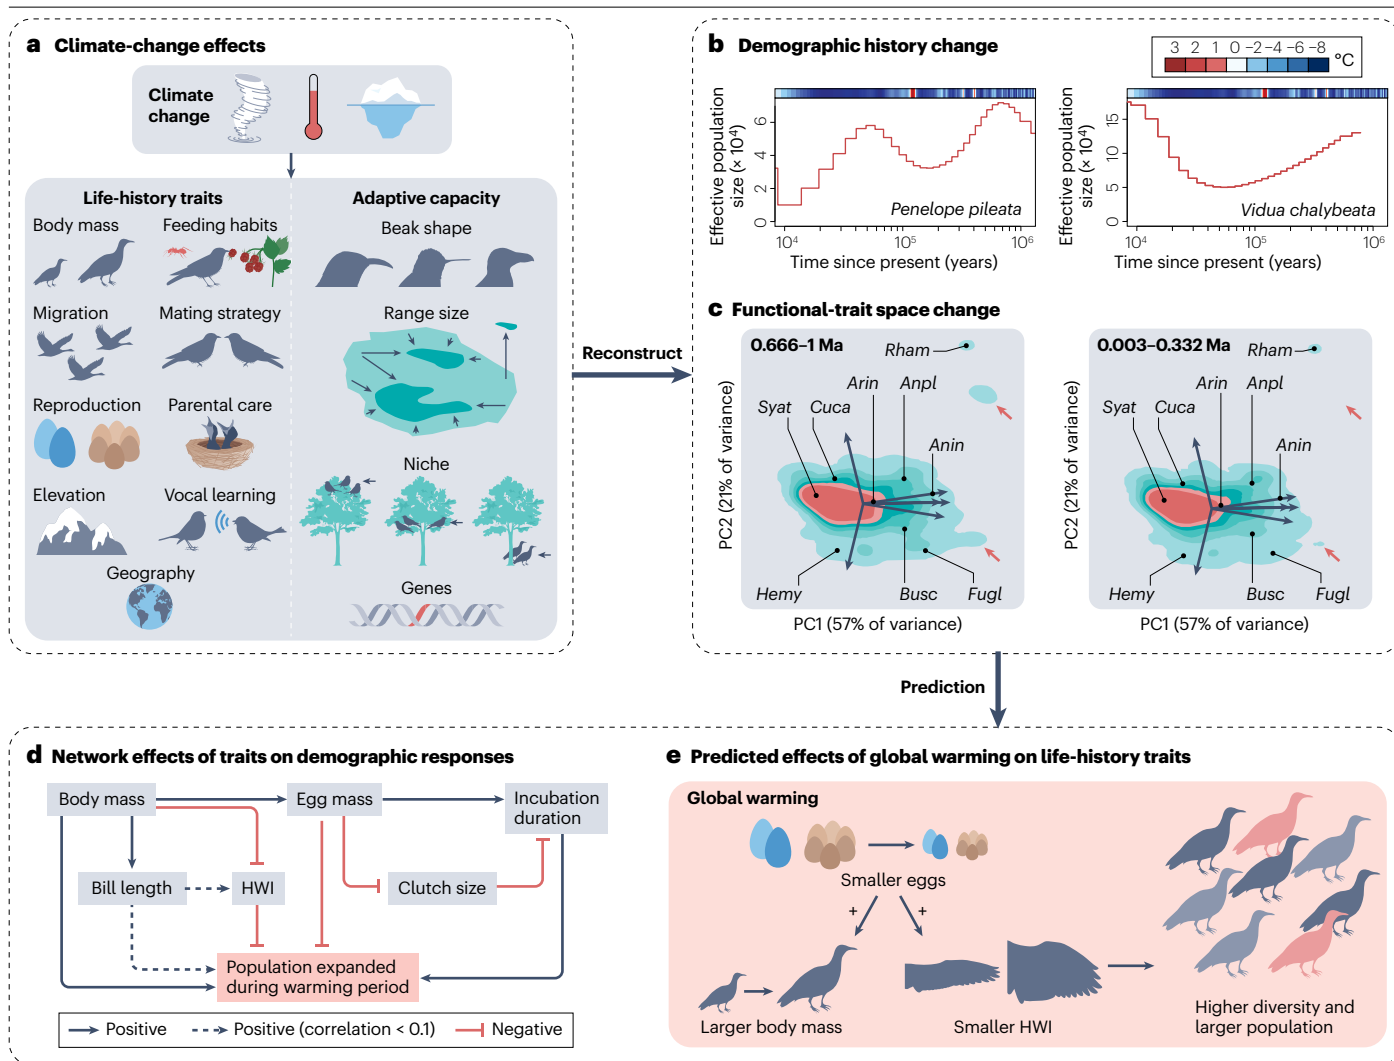 a Climate-change effects
Climate
change
Life-history traits
Adaptive capacity
Body mass
Feeding habits
Beak shape
Migration
Mating strategy
Range size
Reproduction
Parental care
Niche
Elevation
Vocal learning
Geography
Genes
Reconstruct
b Demographic history change
3 2 1 0 –2 –4 –6 –8
°C
Effective population
size (× 10⁴)
6
4
2
0
Penelope pileata
10⁴ 10⁵ 10⁶
Time since present (years)
Effective population
size (× 10⁴)
15
10
5
0
Vidua chalybeata
10⁴ 10⁵ 10⁶
Time since present (years)
c Functional-trait space change
0.666–1 Ma
Rham
Arin
Anpl
Syat
Cuca
Anin
Hemy
Busc
Fugl
PC2 (21% of variance)
PC1 (57% of variance)
0.003–0.332 Ma
Rham
Arin
Anpl
Syat
Cuca
Anin
Hemy
Busc
Fugl
PC2 (21% of variance)
PC1 (57% of variance)
Prediction
d Network effects of traits on demographic responses
Body mass
Egg mass
Incubation
duration
Bill length
HWI
Clutch size
Population expanded
during warming period
Positive
Positive (correlation < 0.1)
Negative
e Predicted effects of global warming on life-history traits
Global warming
Smaller eggs
+
+
Larger body mass
Smaller HWI
Higher diversity and
larger population